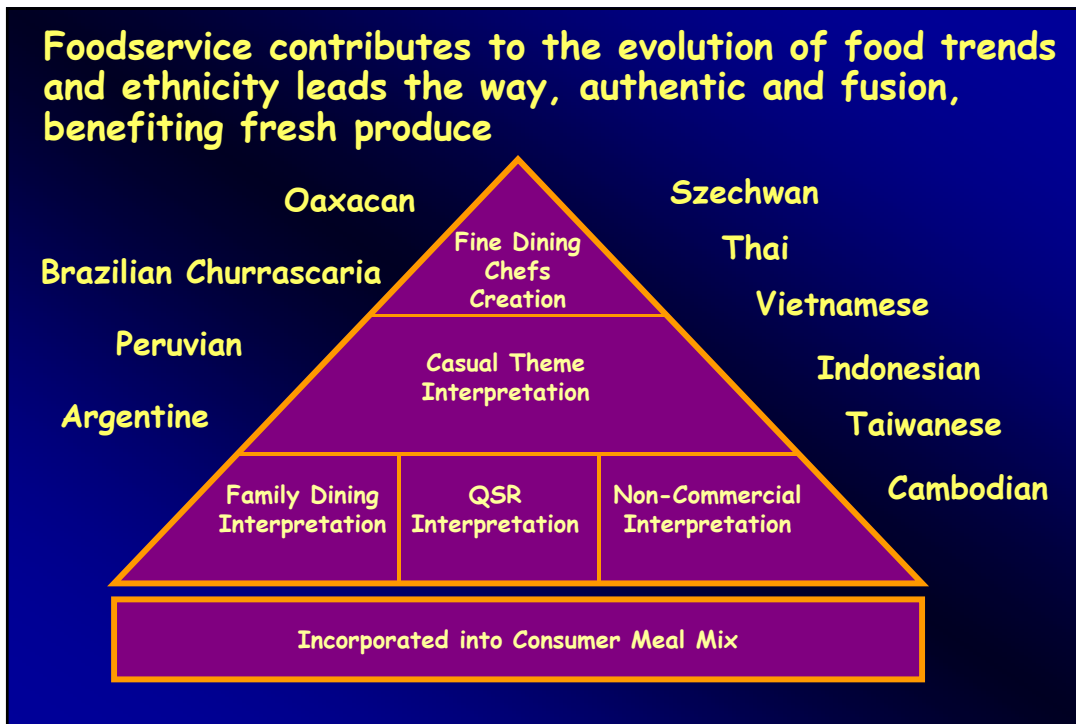 Foodservice contributes to the evolution of food trends
and ethnicity leads the way, authentic and fusion,
benefiting fresh produce
Oaxacan
Brazilian Churrascaria
Peruvian
Argentine
Szechwan
Thai
Vietnamese
Indonesian
Taiwanese
Cambodian
Fine Dining
Chefs
Creation
Casual Theme
Interpretation
Family Dining
Interpretation
QSR
Interpretation
Non-Commercial
Interpretation
Incorporated into Consumer Meal Mix